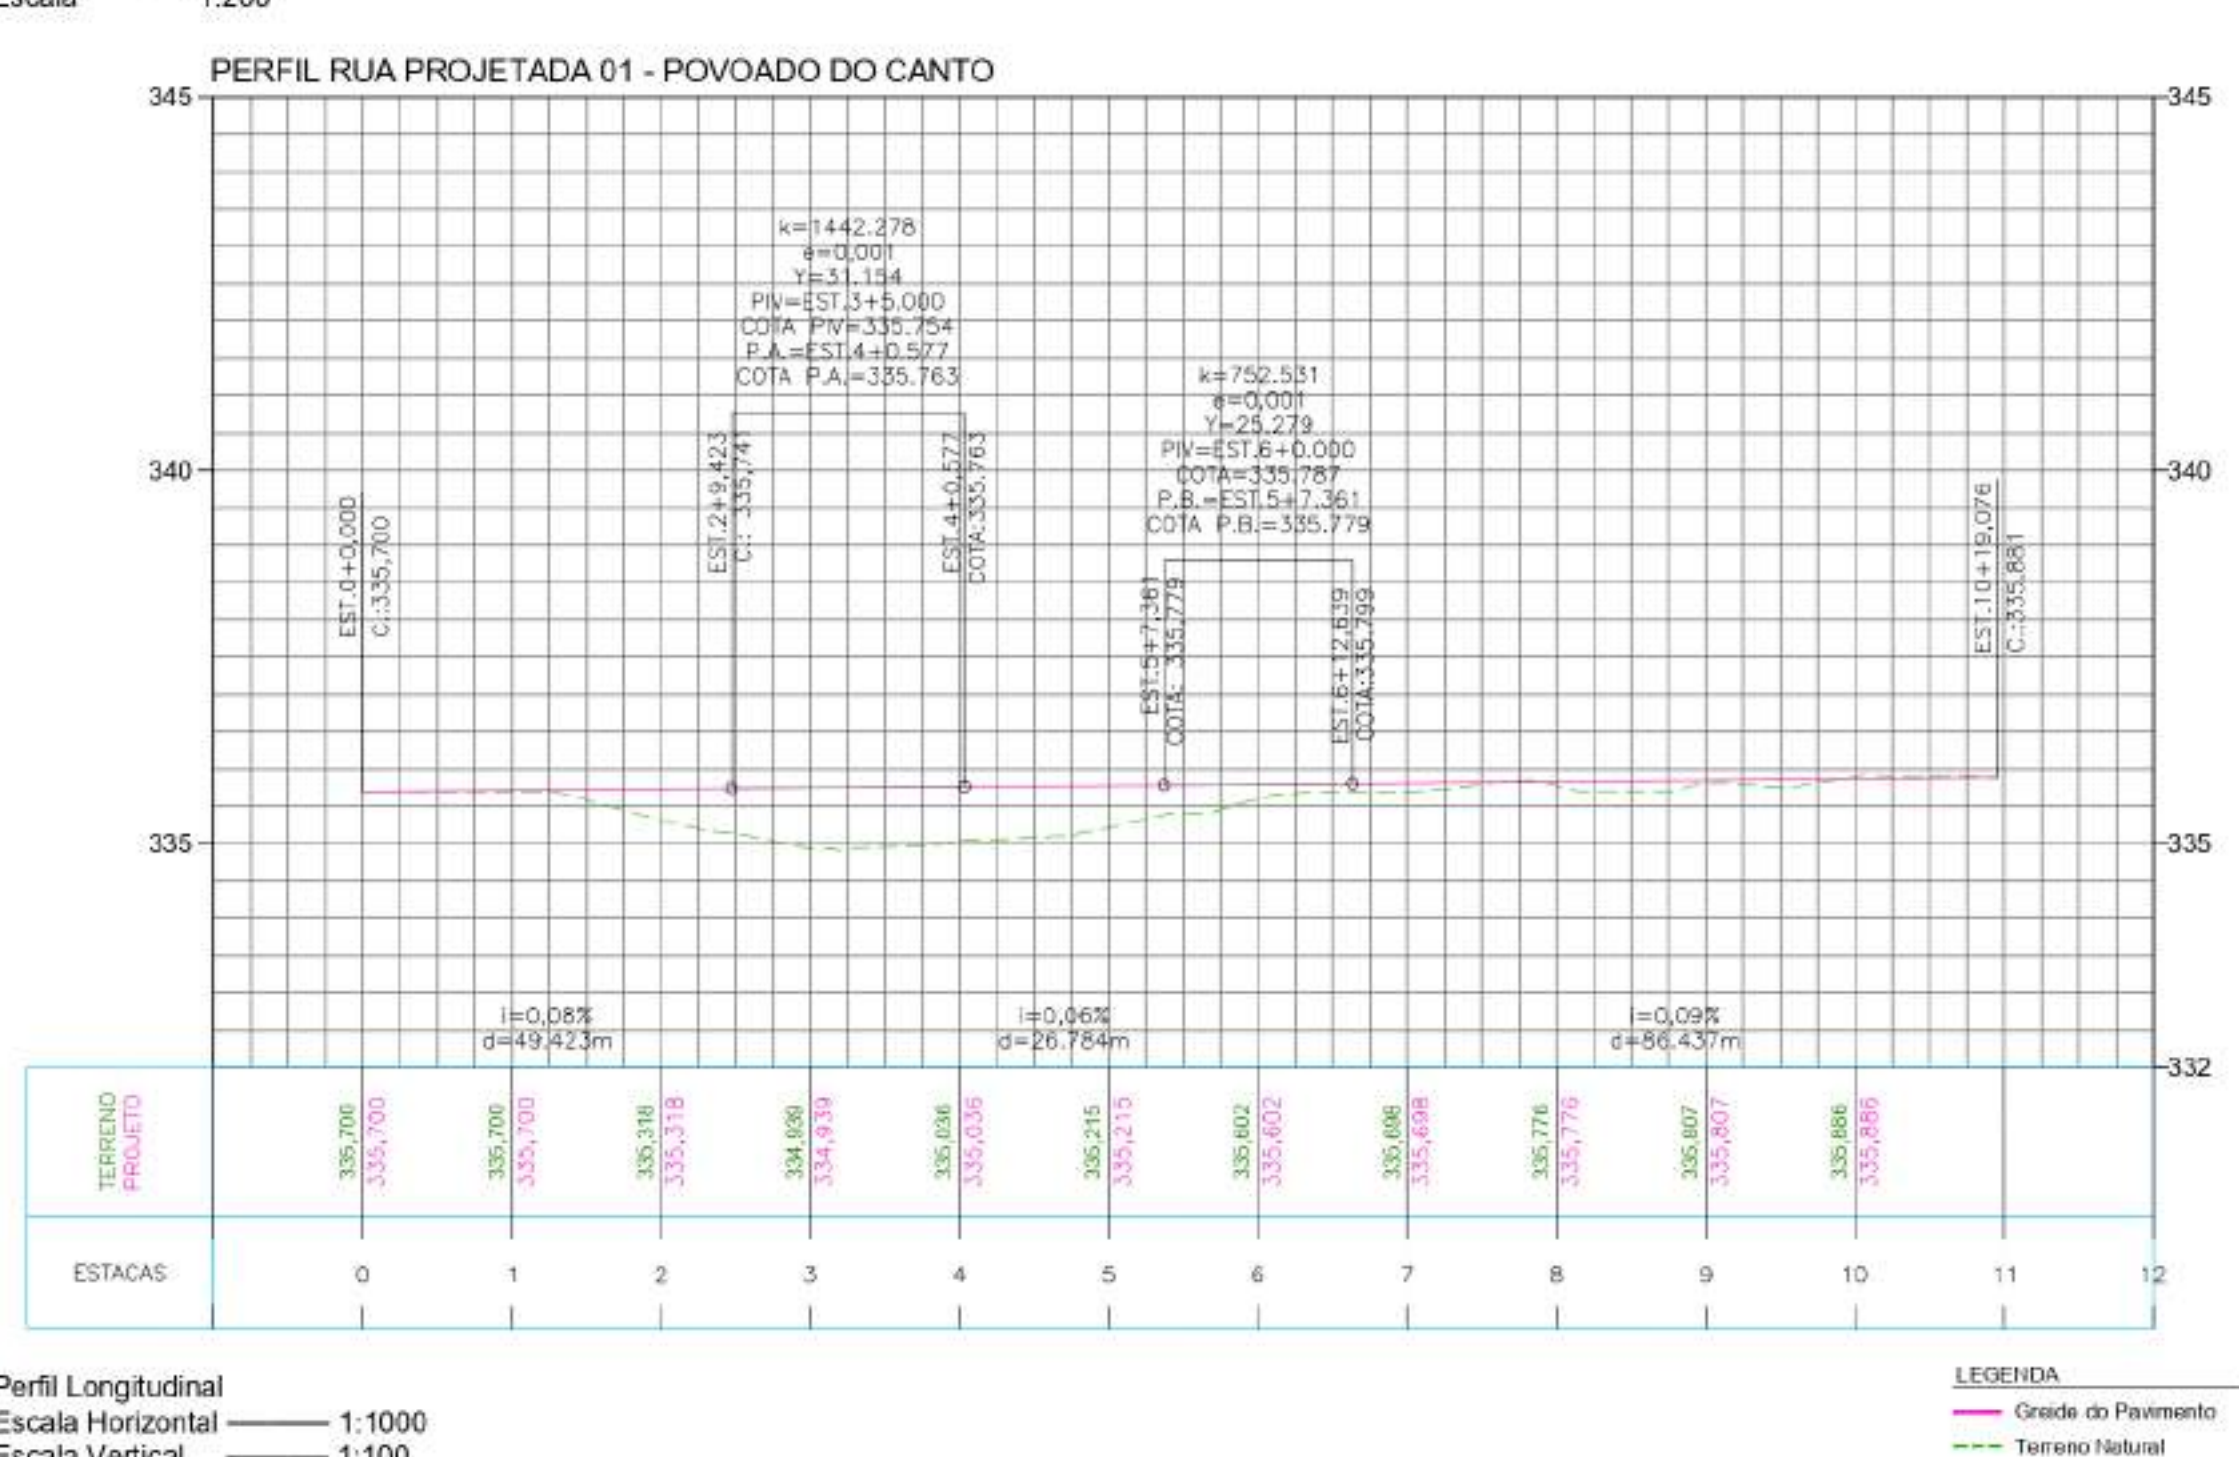 Escala 1:200
PERFIL RUA PROJETADA 01 - POVOADO DO CANTO
345 345
k=1442.278
e=0,001
Y=31.154
PIV=EST.3+5.000
COTA PIV=335.754
P.A.=EST.4+0.577
COTA P.A.=335.763
k=752.531
e=0,001
Y=25.279
PIV=EST.6+0.000
COTA=335.787
P.B.=EST.5+7.361
COTA P.B.=335.779
340 340
EST.0+0,000
C.:335,700
EST.2+9,423
C.: 335,741
EST.4+0,577
COTA:335.763
EST.5+7,361
COTA: 335,779
EST.6+12,639
COTA:335.799
EST.10+19,076
C.:335.881
335 335
i=0,08%
d=49.423m
i=0,06%
d=26.784m
i=0,09%
d=86.437m
332
TERRENO
PROJETO
335,700
335,700
335,700
335,700
335,318
335,318
334,939
334,939
335,036
335,036
335,215
335,215
335,602
335,602
335,698
335,698
335,776
335,776
335,807
335,807
335,886
335,886
ESTACAS 0 1 2 3 4 5 6 7 8 9 10 11 12
Perfil Longitudinal
Escala Horizontal 1:1000
Escala Vertical 1:100
LEGENDA
Greide do Pavimento
Terreno Natural